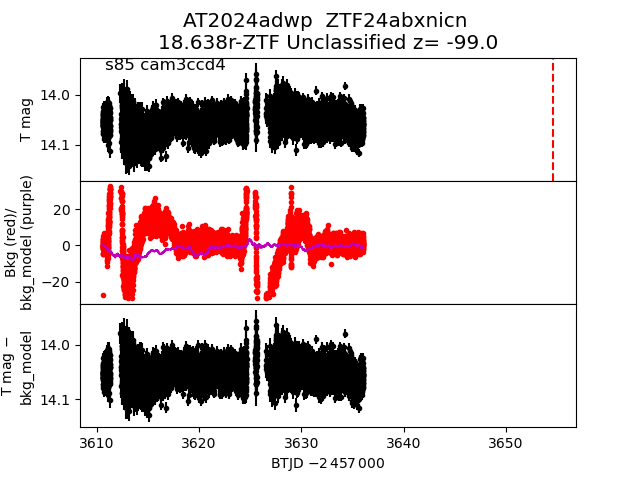 AT2024adwp  ZTF24abxnicn
18.638r-ZTF Unclassified z= -99.0
s85 cam3ccd4
T mag
14.0
14.1
Bkg (red)/
bkg_model (purple)
20
0
−20
T mag −
bkg_model
14.0
14.1
3610
3620
3630
3640
3650
BTJD −2 457 000